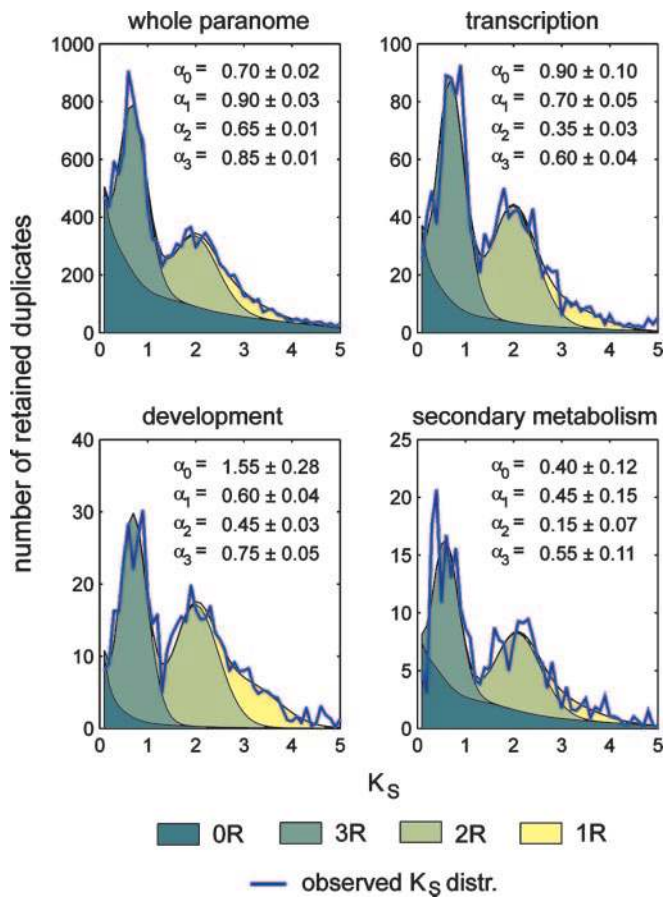 whole paranome
transcription
1000
800
600
400
200
0
0 1 2 3 4 5
α0 = 0.70 ± 0.02
α1 = 0.90 ± 0.03
α2 = 0.65 ± 0.01
α3 = 0.85 ± 0.01
100
80
60
40
20
0
0 1 2 3 4 5
α0 = 0.90 ± 0.10
α1 = 0.70 ± 0.05
α2 = 0.35 ± 0.03
α3 = 0.60 ± 0.04
number of retained duplicates
development
secondary metabolism
40
30
20
10
0
0 1 2 3 4 5
α0 = 1.55 ± 0.28
α1 = 0.60 ± 0.04
α2 = 0.45 ± 0.03
α3 = 0.75 ± 0.05
25
20
15
10
5
0
0 1 2 3 4 5
α0 = 0.40 ± 0.12
α1 = 0.45 ± 0.15
α2 = 0.15 ± 0.07
α3 = 0.55 ± 0.11
KS
0R 3R 2R 1R
observed KS distr.